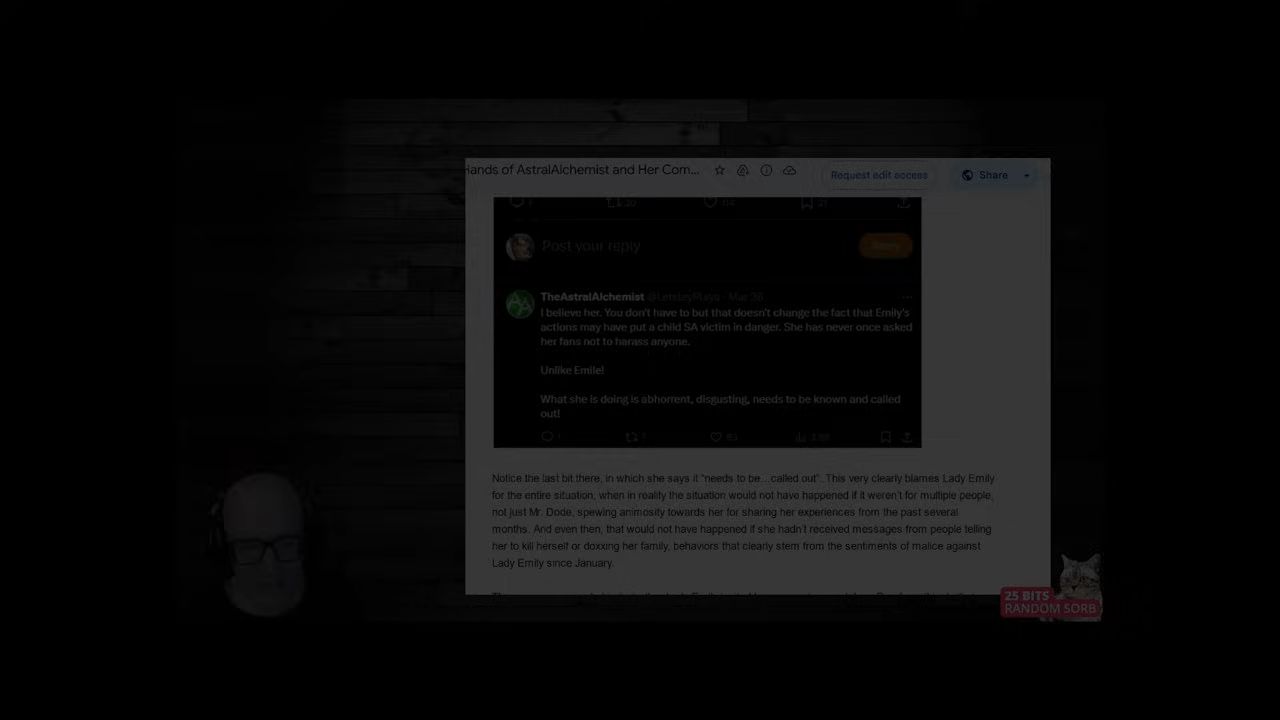 Hands of AstralAlchemist and Her Com...
Request edit access
Share
21
Post your reply
Reply
TheAstralAlchemist @LensleyPlays · Mar 26
I believe her. You don't have to but that doesn't change the fact that Emily's
actions may have put a child SA victim in danger. She has never once asked
her fans not to harass anyone.
Unlike Emile!
What she is doing is abhorrent, disgusting, needs to be known and called
out!
Notice the last bit there, in which she says it "needs to be...called out". This very clearly blames Lady Emily
for the entire situation, when in reality the situation would not have happened if it weren't for multiple people,
not just Mr. Dode, spewing animosity towards her for sharing her experiences from the past several
months. And even then, that would not have happened if she hadn't received messages from people telling
her to kill herself or doxxing her family, behaviors that clearly stem from the sentiments of malice against
Lady Emily since January.
25 BITS
RANDOM SORB